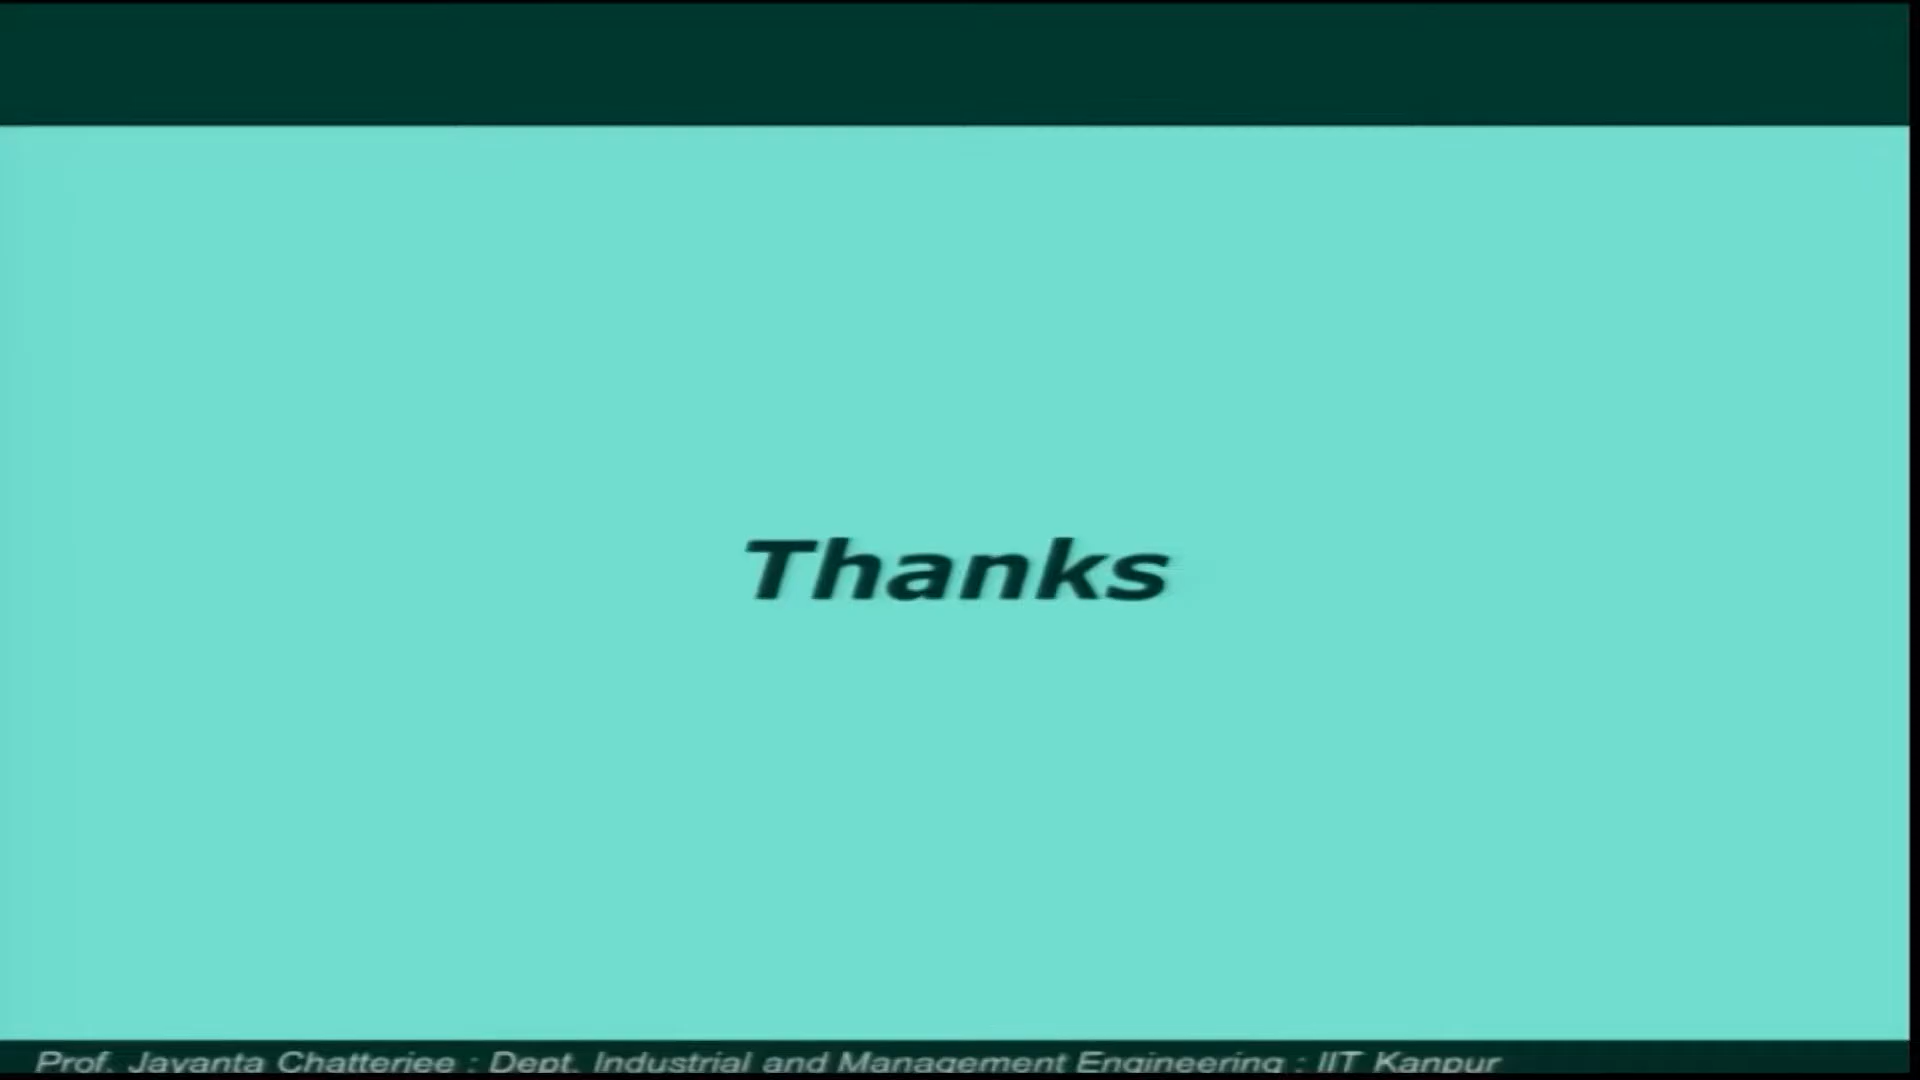 Thanks
Prof. Jayanta Chatterjee : Dept. Industrial and Management Engineering : IIT Kanpur